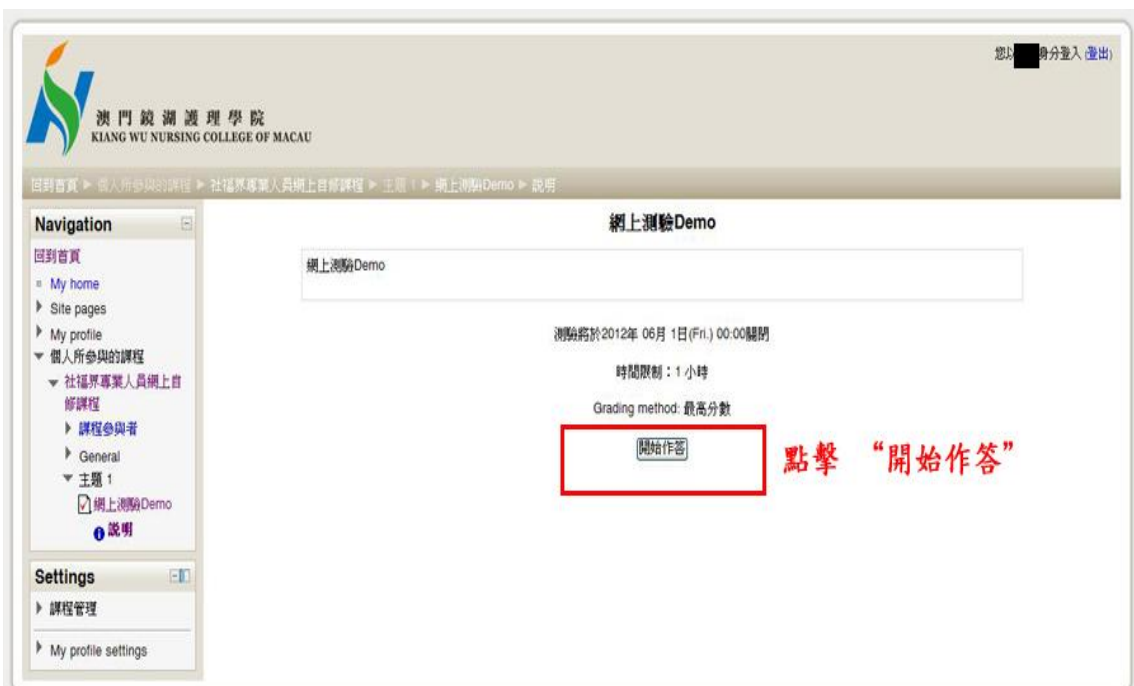 您以 身分登入 (登出)
澳門鏡湖護理學院
KIANG WU NURSING COLLEGE OF MACAU
回到首頁 ► 個人所參與的課程 ► 社福界專業人員網上自修課程 ► 主題 1 ► 網上測驗Demo ► 說明
Navigation
回到首頁
My home
Site pages
My profile
個人所參與的課程
社福界專業人員網上自
修課程
課程參與者
General
主題 1
網上測驗Demo
說明
Settings
課程管理
My profile settings
網上測驗Demo
網上測驗Demo
測驗將於2012年 06月 1日(Fri.) 00:00關閉
時間限制：1 小時
Grading method: 最高分數
開始作答
點擊 “開始作答”